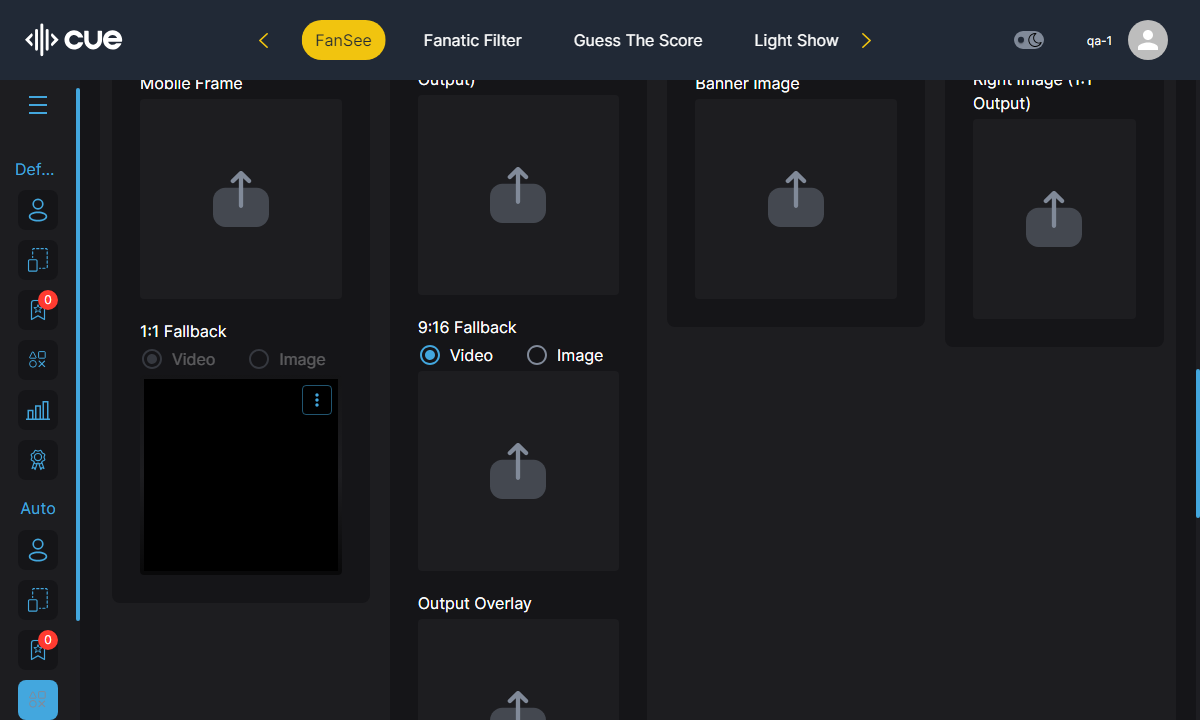 cue
FanSee
Fanatic Filter
Guess The Score
Light Show
qa-1
Def...
0
Auto
0
Mobile Frame
1:1 Fallback
Video
Image
Output)
9:16 Fallback
Video
Image
Output Overlay
Banner Image
Right Image (1:1
Output)